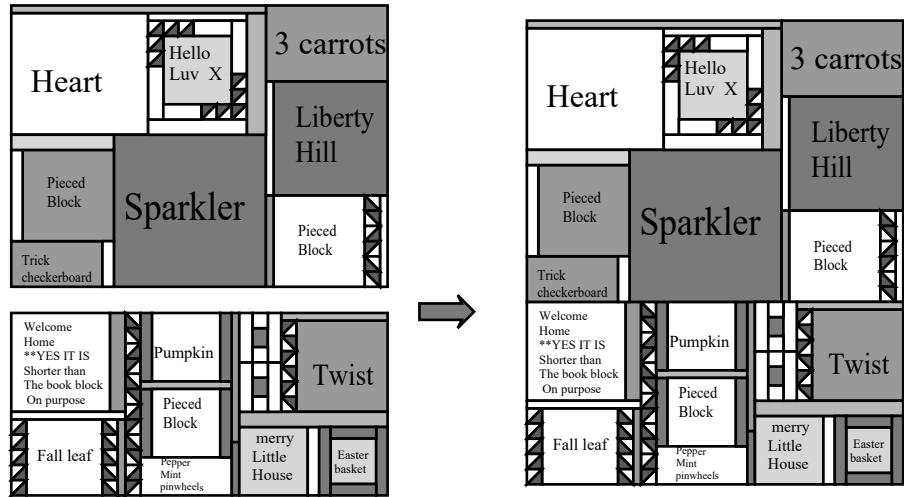 Heart
Hello
Luv X
3 carrots
Liberty
Hill
Pieced
Block
Sparkler
Pieced
Block
Trick
checkerboard
Welcome
Home
**YES IT IS
Shorter than
The book block
On purpose
Pumpkin
Twist
Pieced
Block
Fall leaf
merry
Little
House
Easter
basket
Pepper
Mint
pinwheels
Heart
Hello
Luv X
3 carrots
Liberty
Hill
Pieced
Block
Sparkler
Pieced
Block
Trick
checkerboard
Welcome
Home
**YES IT IS
Shorter than
The book block
On purpose
Pumpkin
Twist
Pieced
Block
Fall leaf
merry
Little
House
Easter
basket
Pepper
Mint
pinwheels